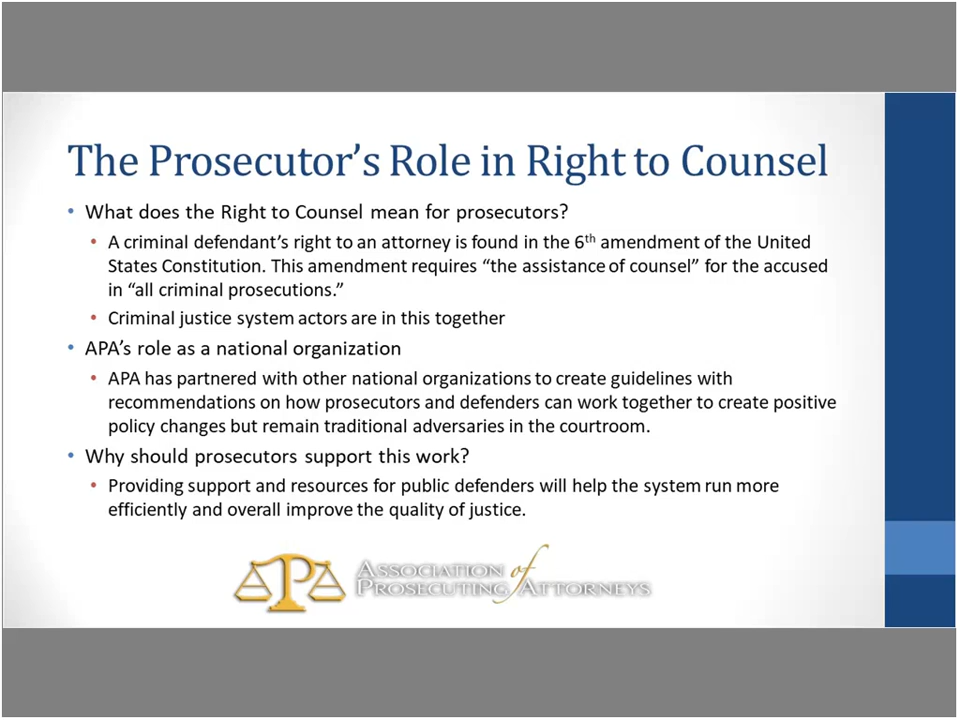 The Prosecutor's Role in Right to Counsel
• What does the Right to Counsel mean for prosecutors?
• A criminal defendant's right to an attorney is found in the 6th amendment of the United
States Constitution. This amendment requires “the assistance of counsel” for the accused
in “all criminal prosecutions.”
• Criminal justice system actors are in this together
• APA's role as a national organization
• APA has partnered with other national organizations to create guidelines with
recommendations on how prosecutors and defenders can work together to create positive
policy changes but remain traditional adversaries in the courtroom.
• Why should prosecutors support this work?
• Providing support and resources for public defenders will help the system run more
efficiently and overall improve the quality of justice.
APA
ASSOCIATION of
PROSECUTING ATTORNEYS